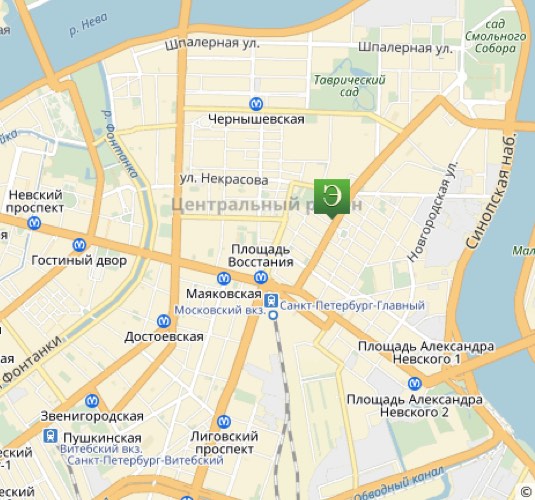 р. Нева
Шпалерная ул.
Шпалерная ул.
сад
Смольного
Собора
Таврический
сад
р. Фонтанка
Чернышевская
ул. Некрасова
Э
Центральный
Невский
проспект
Новгородская ул.
Синопская наб.
Гостиный двор
Площадь
Восстания
Маяковская
Московский вкз.
Санкт-Петербург-Главный
Достоевская
Фонтанки
Площадь Александра
Невского 1
Площадь Александра
Невского 2
Звенигородская
Пушкинская
Витебский вкз.
Санкт-Петербург-Витебский
Лиговский
проспект
Обводный канал
©